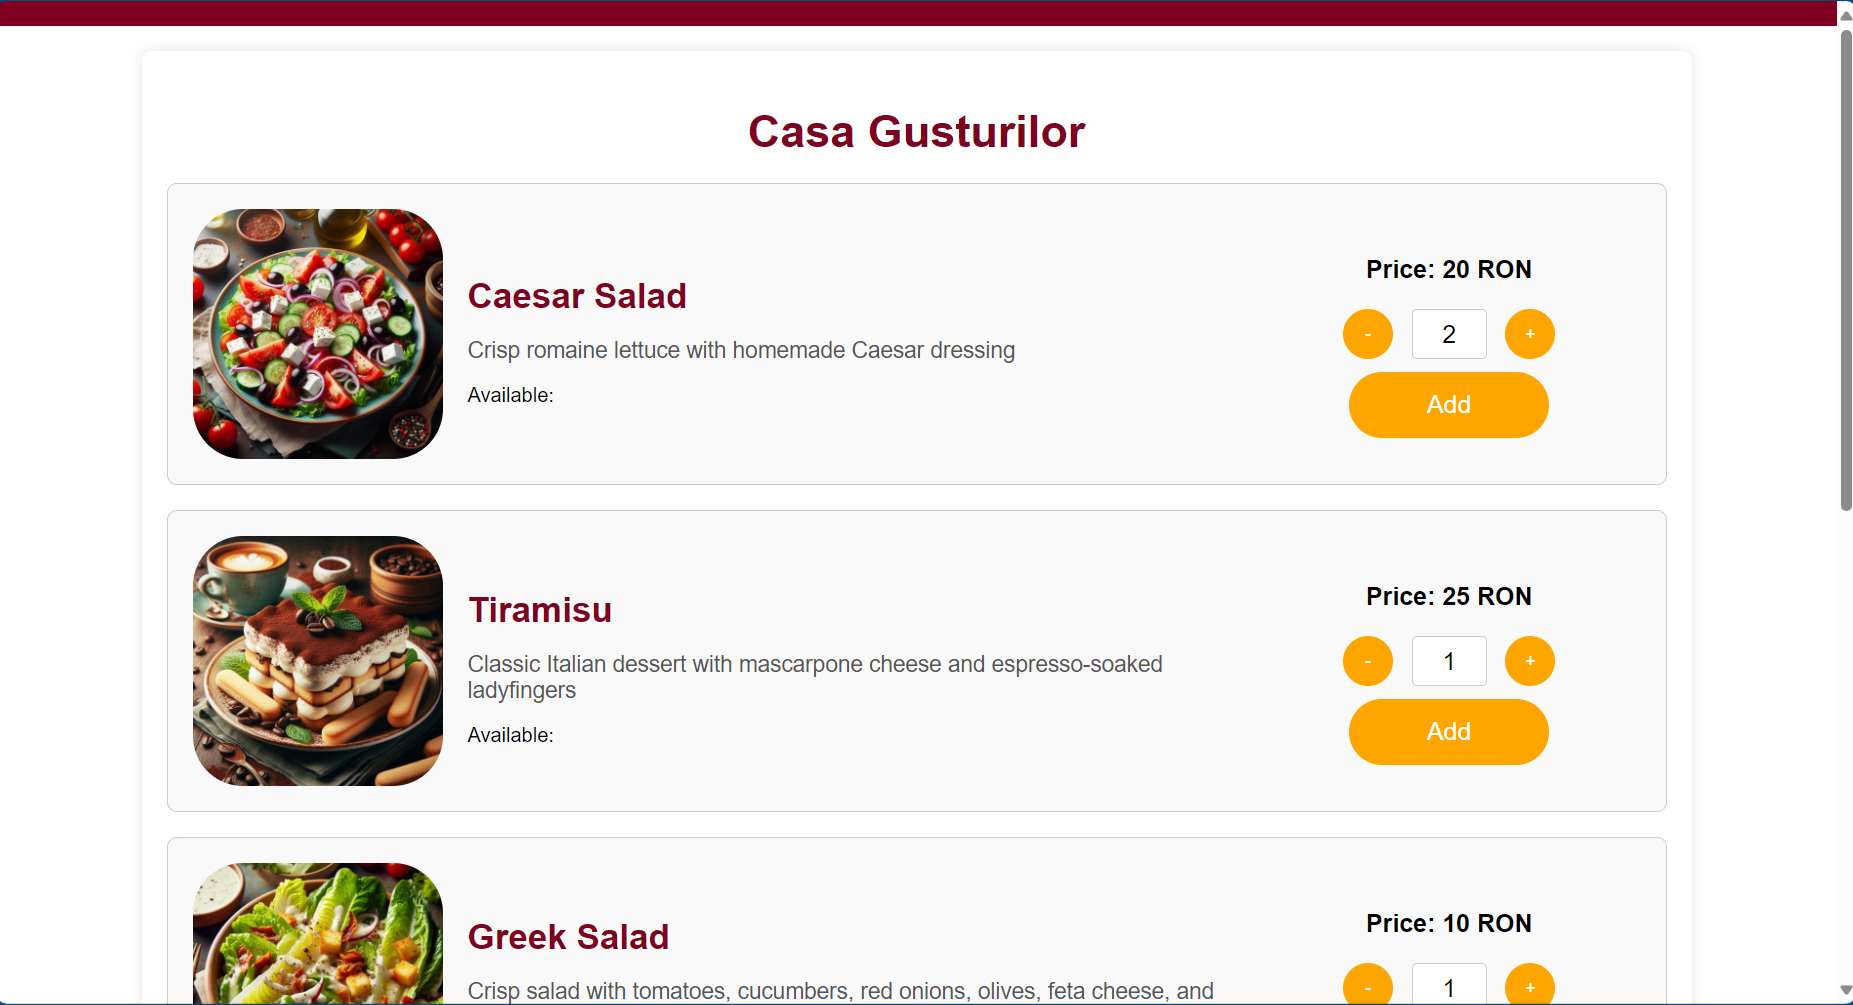 Casa Gusturilor
Caesar Salad
Crisp romaine lettuce with homemade Caesar dressing
Available:
Price: 20 RON
- 2 +
Add
Tiramisu
Classic Italian dessert with mascarpone cheese and espresso-soaked
ladyfingers
Available:
Price: 25 RON
- 1 +
Add
Greek Salad
Crisp salad with tomatoes, cucumbers, red onions, olives, feta cheese, and
Price: 10 RON
- 1 +